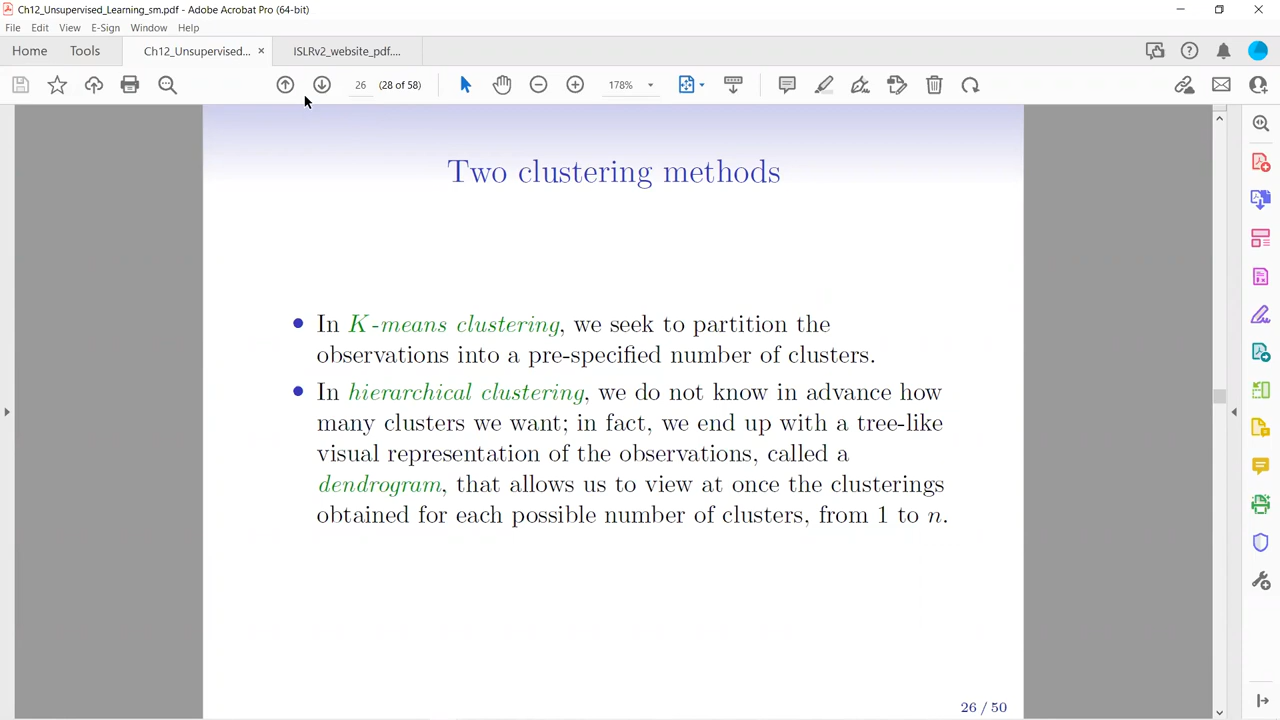 Ch12_Unsupervised_Learning_sm.pdf - Adobe Acrobat Pro (64-bit)
File Edit View E-Sign Window Help
Home Tools Ch12_Unsupervised... × ISLRv2_website_pdf....
26 (28 of 58) 178%
Two clustering methods
• In K-means clustering, we seek to partition the
observations into a pre-specified number of clusters.
• In hierarchical clustering, we do not know in advance how
many clusters we want; in fact, we end up with a tree-like
visual representation of the observations, called a
dendrogram, that allows us to view at once the clusterings
obtained for each possible number of clusters, from 1 to n.
26 / 50